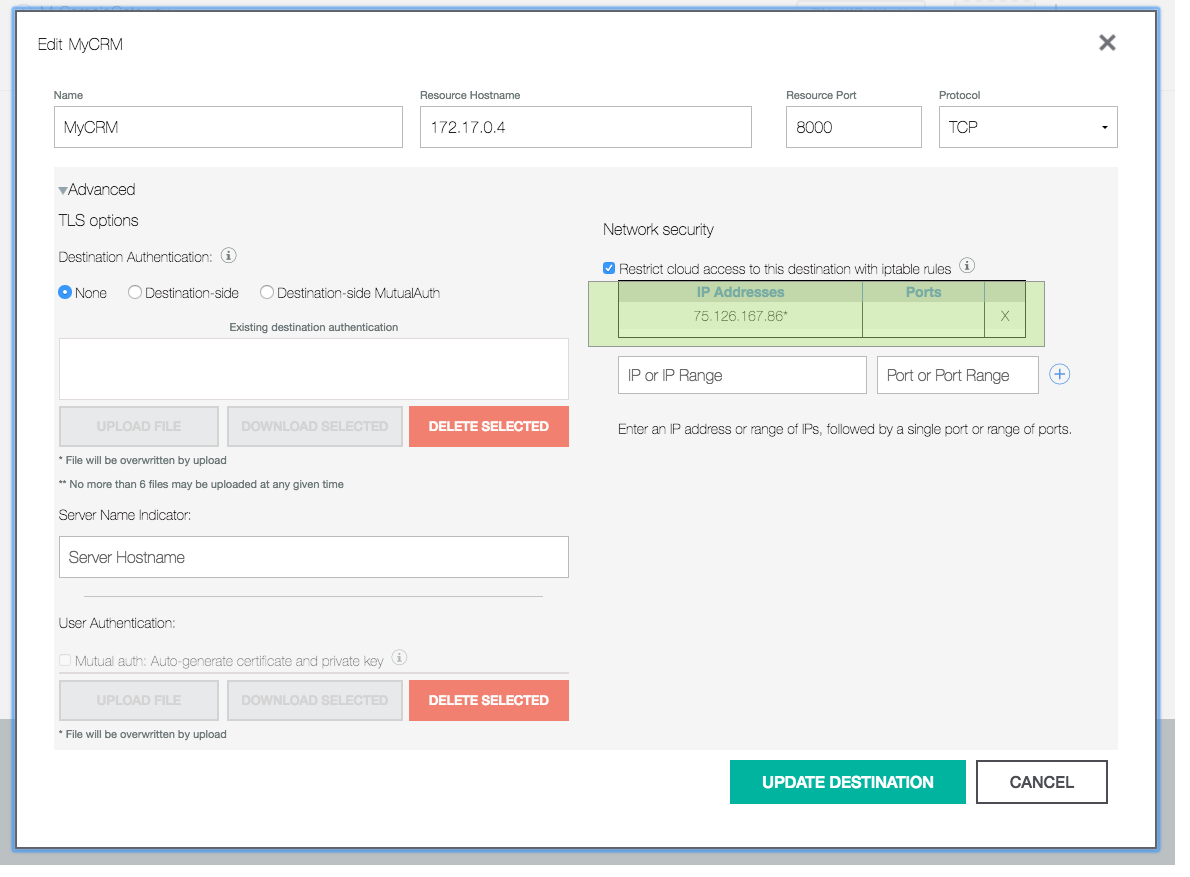 Edit MyCRM
Name
Resource Hostname
Resource Port
Protocol
MyCRM
172.17.0.4
8000
TCP
Advanced
TLS options
Destination Authentication:
None
Destination-side
Destination-side MutualAuth
Existing destination authentication
UPLOAD FILE
DOWNLOAD SELECTED
DELETE SELECTED
* File will be overwritten by upload
** No more than 6 files may be uploaded at any given time
Server Name Indicator:
Server Hostname
User Authentication:
Mutual auth: Auto-generate certificate and private key
UPLOAD FILE
DOWNLOAD SELECTED
DELETE SELECTED
* File will be overwritten by upload
Network security
Restrict cloud access to this destination with iptable rules
IP Addresses
Ports
75.126.167.86*
X
IP or IP Range
Port or Port Range
Enter an IP address or range of IPs, followed by a single port or range of ports.
UPDATE DESTINATION
CANCEL